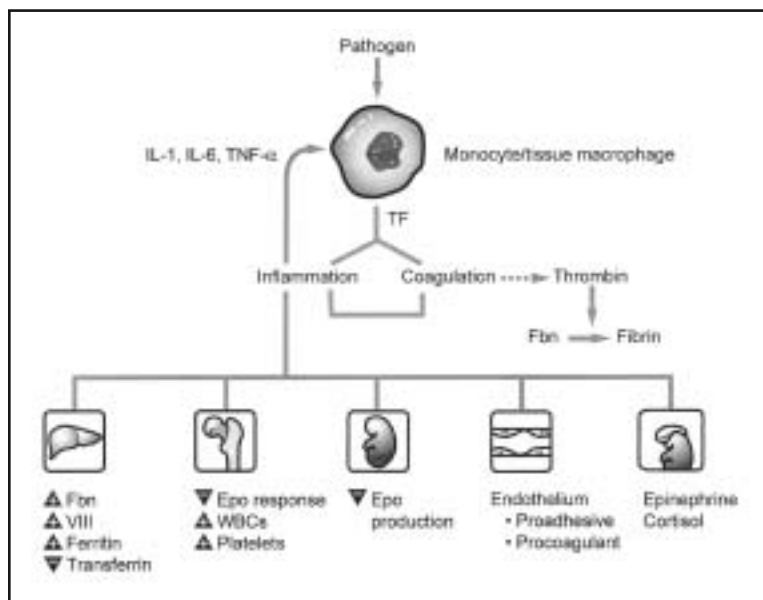 Pathogen
IL-1, IL-6, TNF-α
Monocyte/tissue macrophage
TF
Inflammation
Coagulation
Thrombin
Fbn
Fibrin
Fbn
VIII
Ferritin
Transferrin
Epo response
WBCs
Platelets
Epo
production
Endothelium
• Proadhesive
• Procoagulant
Epinephrine
Cortisol